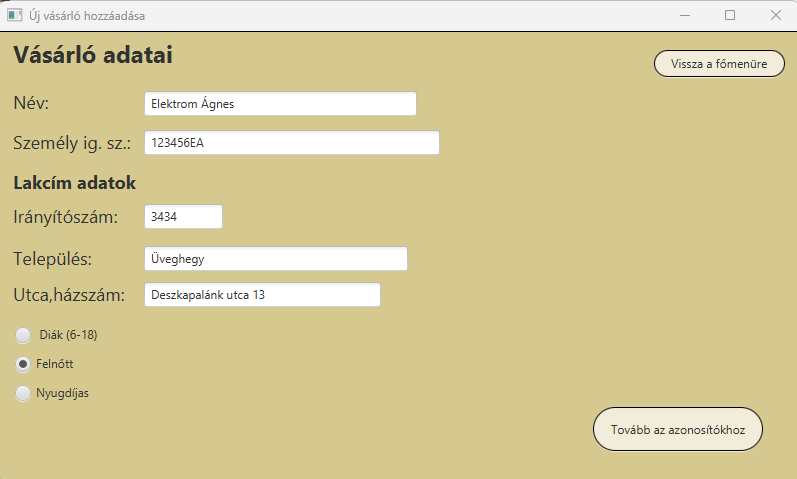 Új vásárló hozzáadása
Vásárló adatai
Vissza a főmenüre
Név: Elektrom Ágnes
Személy ig. sz.: 123456EA
Lakcím adatok
Irányítószám: 3434
Település: Üveghegy
Utca,házszám: Deszkapalánk utca 13
Diák (6-18)
Felnőtt
Nyugdíjas
Tovább az azonosítókhoz